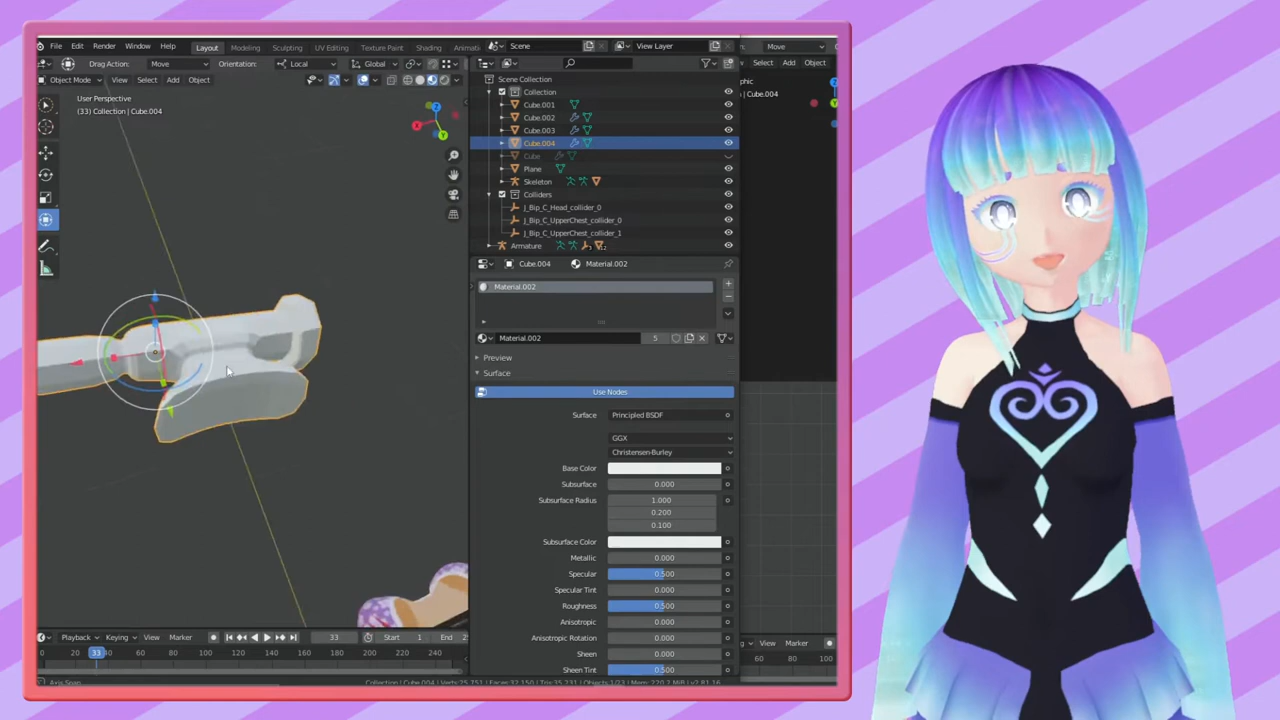 File Edit Render Window Help Layout Modeling Sculpting UV Editing Texture Paint Shading Animati Scene View Layer Move
Drag Action: Move Orientation: Local Global Select Add Object
Object Mode View Select Add Object
User Perspective
(33) Collection | Cube.004
Scene Collection
Collection
Cube.001
Cube.002
Cube.003
Cube.004
Cube
Plane
Skeleton
Colliders
J_Bip_C_Head_collider_0
J_Bip_C_UpperChest_collider_0
J_Bip_C_UpperChest_collider_1
Armature
phic
Cube.004
Z
X
Y
Cube.004 Material.002
Material.002
Material.002 5
Preview
Surface
Use Nodes
Surface Principled BSDF
GGX
Christensen-Burley
Base Color
Subsurface 0.000
Subsurface Radius 1.000
0.200
0.100
Subsurface Color
Metallic 0.000
Specular 0.500
Specular Tint 0.000
Roughness 0.500
Anisotropic 0.000
Anisotropic Rotation 0.000
Sheen 0.000
Sheen Tint 0.500
Playback Keying View Marker 33 Start 1 End View Marker
20 33 60 80 100 120 140 160 180 200 220 240 60 80 100